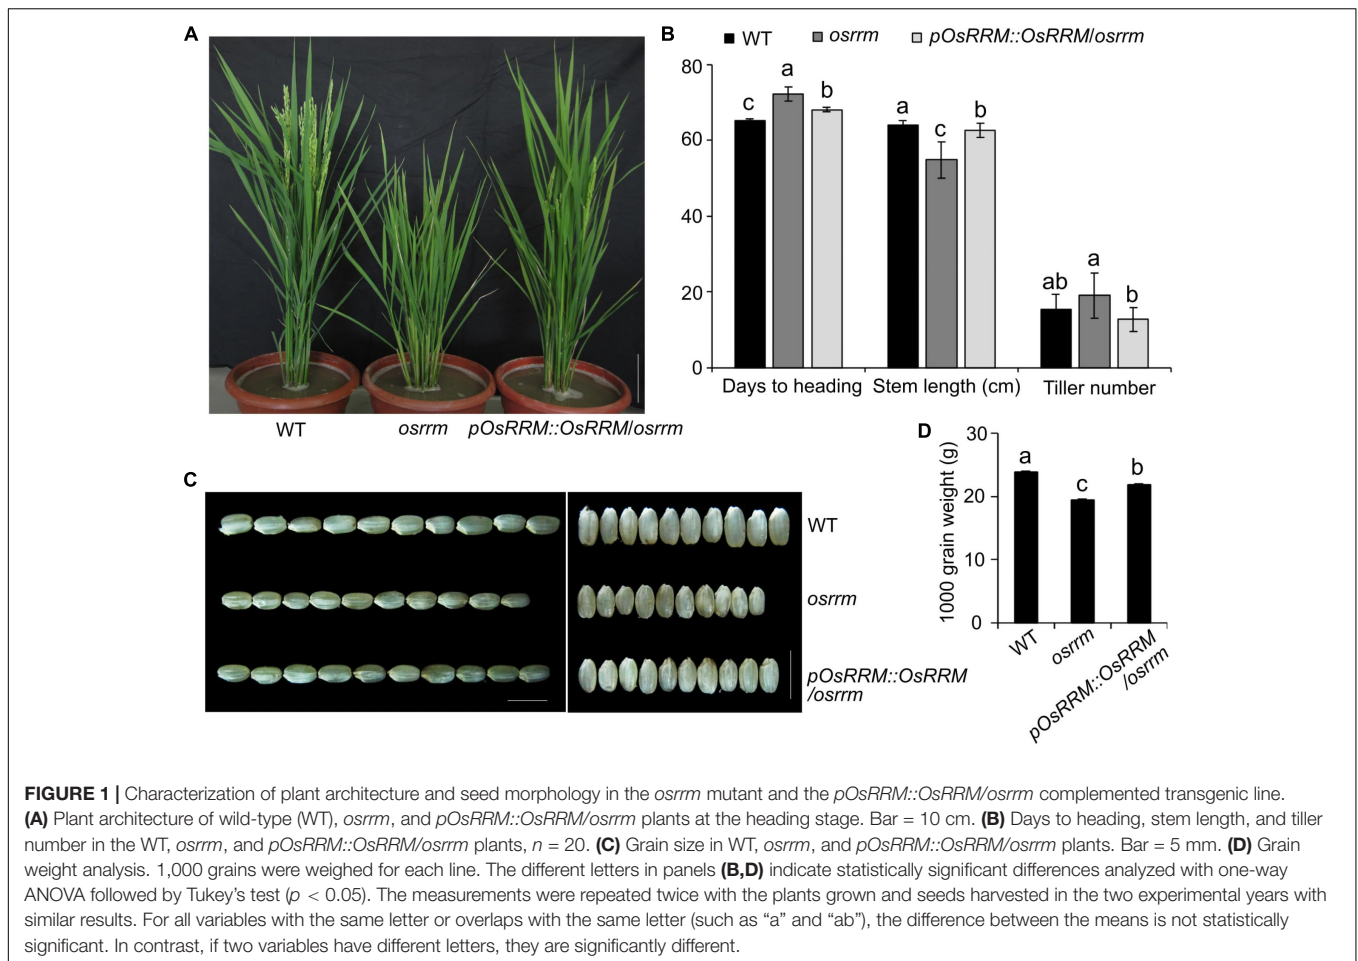 A
WT
osrrm
pOsRRM::OsRRM/osrrm
B
WT osrrm pOsRRM::OsRRM/osrrm
80
60
40
20
0
c a b
a c b
ab a b
Days to heading Stem length (cm) Tiller number
C
WT
osrrm
pOsRRM::OsRRM
/osrrm
D
1000 grain weight (g)
30
20
10
0
a c b
WT
osrrm
pOsRRM::OsRRM
/osrrm
FIGURE 1 | Characterization of plant architecture and seed morphology in the osrrm mutant and the pOsRRM::OsRRM/osrrm complemented transgenic line.
(A) Plant architecture of wild-type (WT), osrrm, and pOsRRM::OsRRM/osrrm plants at the heading stage. Bar = 10 cm. (B) Days to heading, stem length, and tiller
number in the WT, osrrm, and pOsRRM::OsRRM/osrrm plants, n = 20. (C) Grain size in WT, osrrm, and pOsRRM::OsRRM/osrrm plants. Bar = 5 mm. (D) Grain
weight analysis. 1,000 grains were weighed for each line. The different letters in panels (B,D) indicate statistically significant differences analyzed with one-way
ANOVA followed by Tukey's test (p < 0.05). The measurements were repeated twice with the plants grown and seeds harvested in the two experimental years with
similar results. For all variables with the same letter or overlaps with the same letter (such as “a” and “ab”), the difference between the means is not statistically
significant. In contrast, if two variables have different letters, they are significantly different.